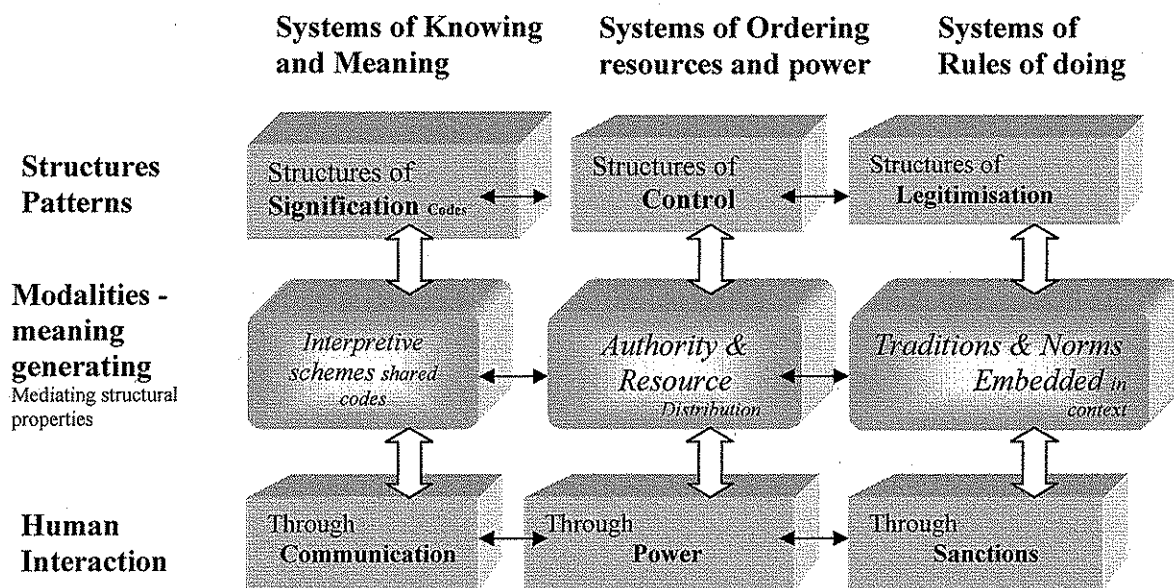 Systems of Knowing
and Meaning
Systems of Ordering
resources and power
Systems of
Rules of doing
Structures
Patterns
Structures of
Signification Codes
Structures of
Control
Structures of
Legitimisation
Modalities -
meaning
generating
Mediating structural
properties
Interpretive
schemes shared
codes
Authority &
Resource
Distribution
Traditions & Norms
Embedded in
context
Human
Interaction
Through
Communication
Through
Power
Through
Sanctions